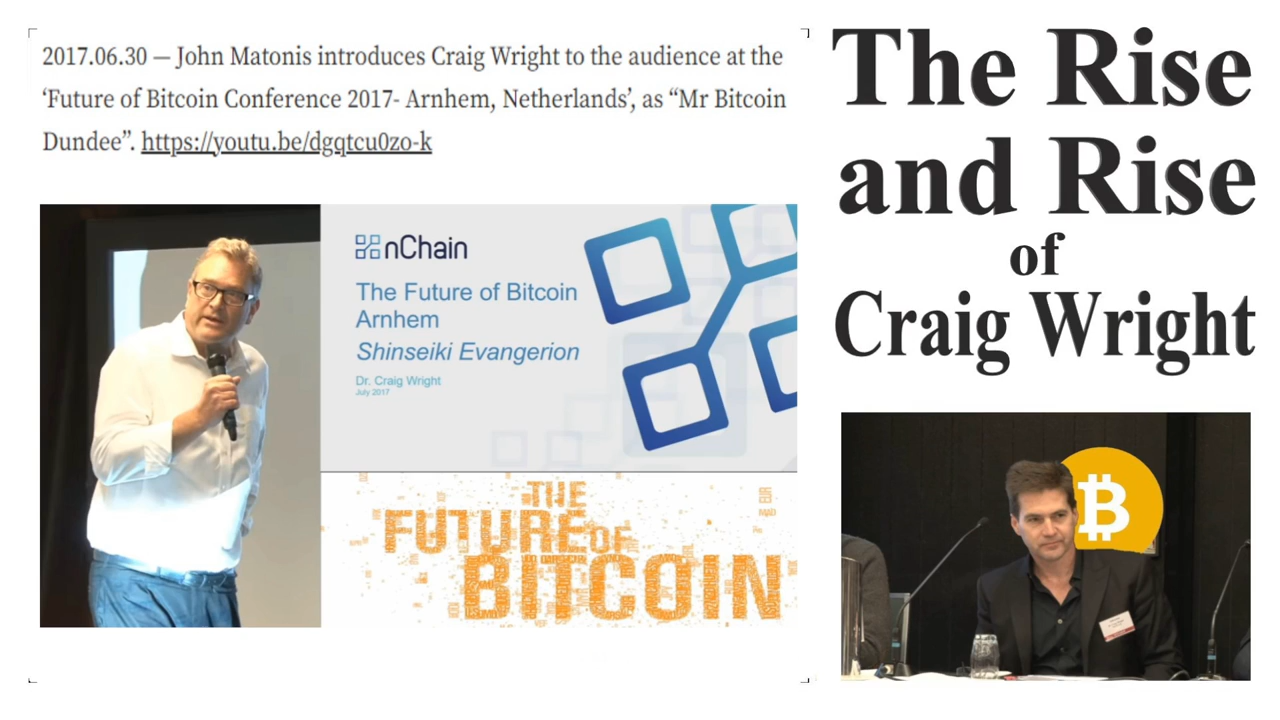 2017.06.30 — John Matonis introduces Craig Wright to the audience at the
‘Future of Bitcoin Conference 2017- Arnhem, Netherlands’, as “Mr Bitcoin
Dundee”. https://youtu.be/dgqtcu0zo-k
nChain
The Future of Bitcoin
Arnhem
Shinseiki Evangerion
Dr. Craig Wright
July 2017
THE
FUTURE OF
BITCOIN
EUR
MAD
The Rise
and Rise
of
Craig Wright